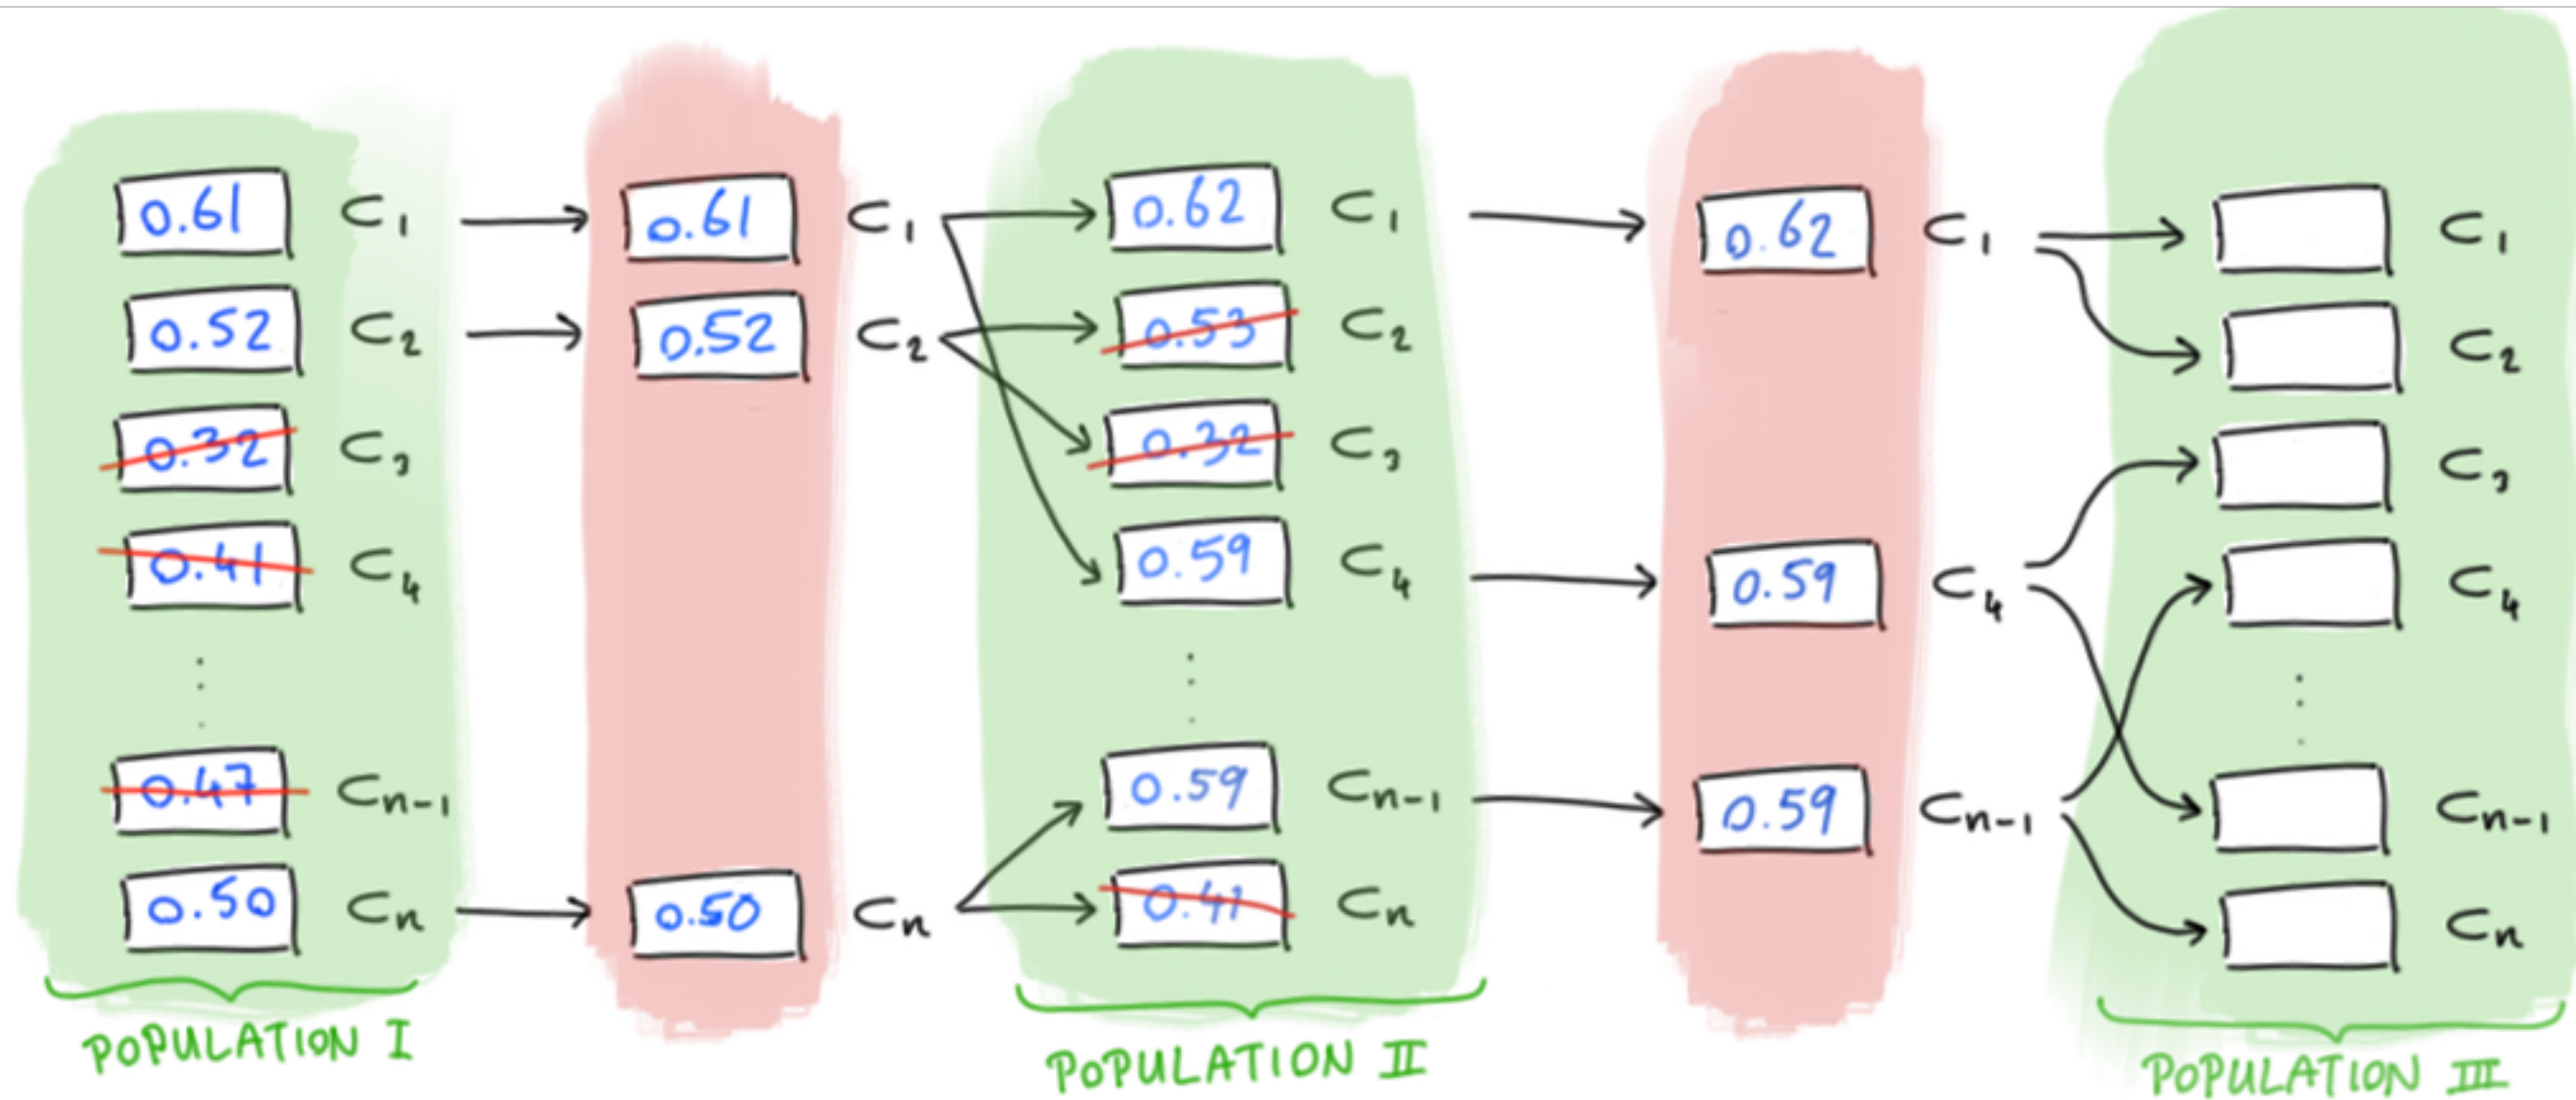 0.61 C1 0.61 C1 0.62 C1 0.62 C1 C1
0.52 C2 0.52 C2 0.53 C2 C2
0.32 C3 0.32 C3 C3
0.41 C4 0.59 C4 0.59 C4 C4
0.47 Cn-1 0.59 Cn-1 0.59 Cn-1 Cn-1
0.50 Cn 0.50 Cn 0.41 Cn Cn
POPULATION I POPULATION II POPULATION III